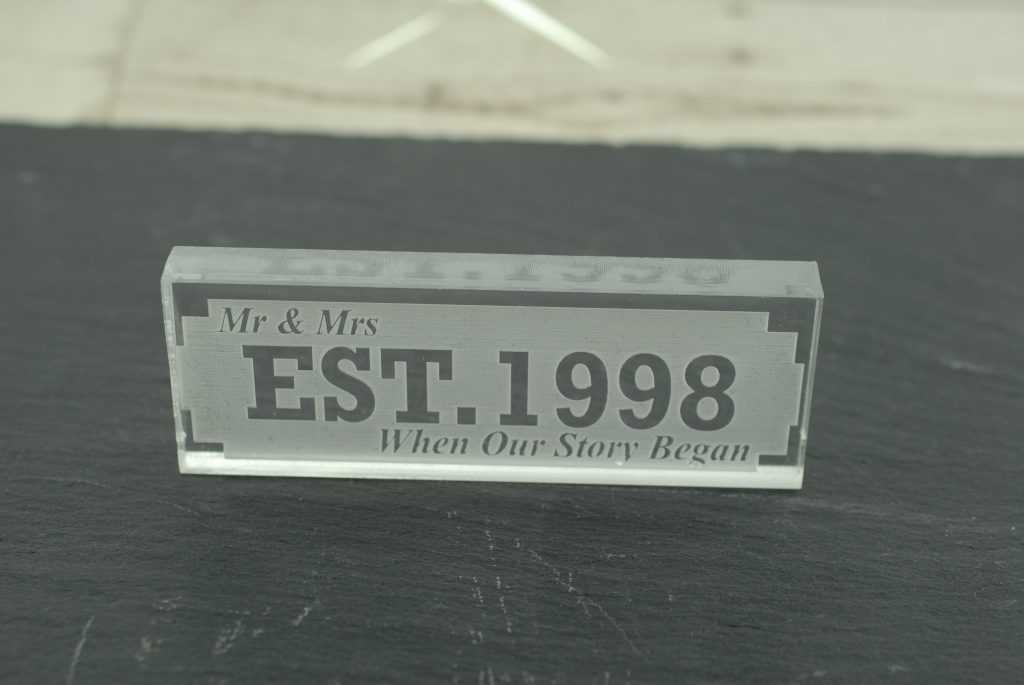 Mr & Mrs
EST.1998
When Our Story Began